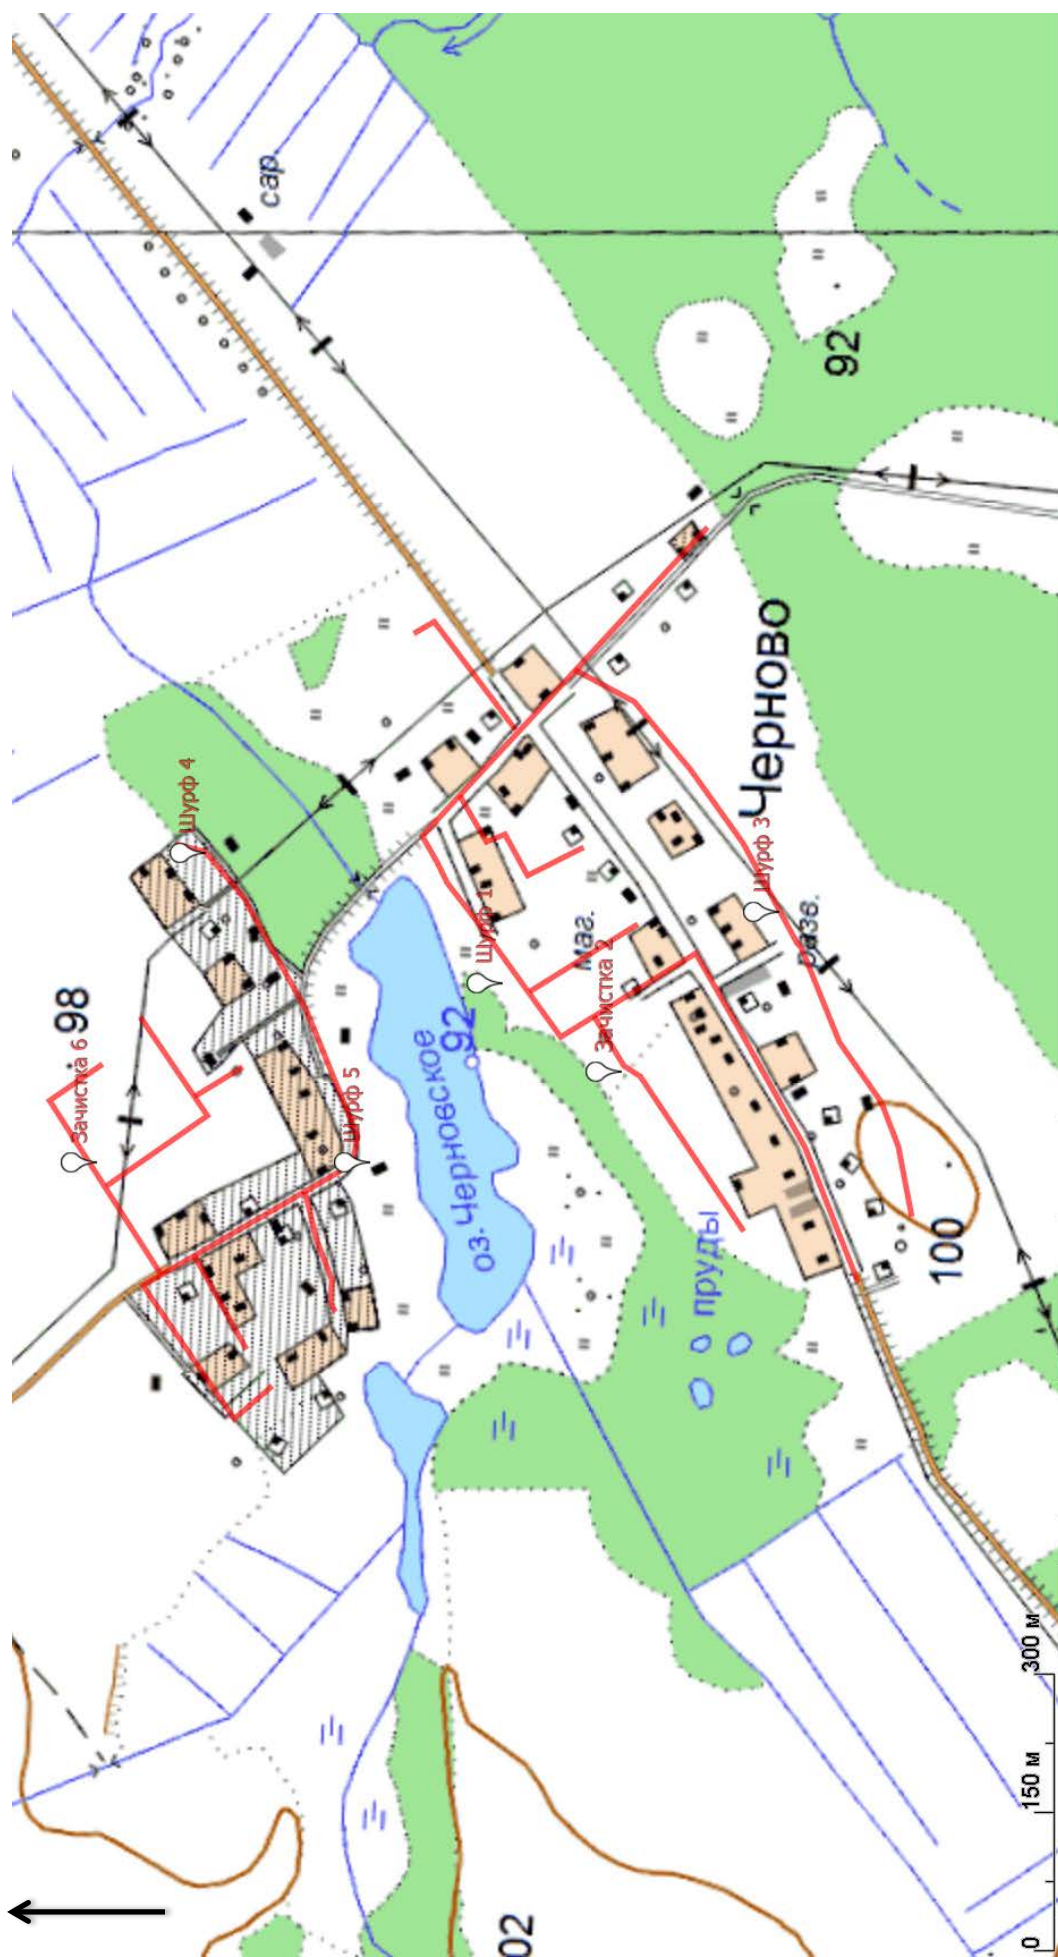 сар.
92
98
Шурф 4
Зачистка 6
Шурф 5
оз. Черновское
92
Шурф 1
маг.
Зачистка 2
Черново
Шурф 3
разв.
пруды
100
02
0
150 м
300 м